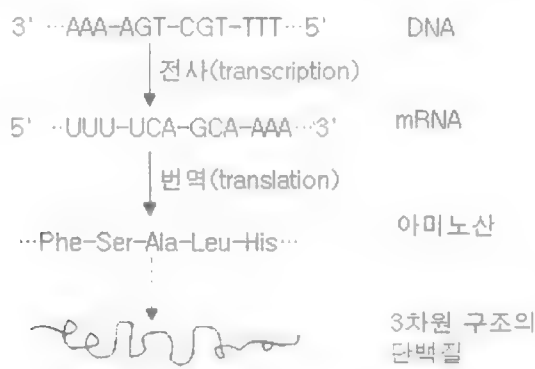 3' ···AAA-AGT-CGT-TTT···5' DNA
전사(transcription)
5' ··UUU-UCA-GCA-AAA···3' mRNA
번역(translation)
···Phe-Ser-Ala-Leu-His··· 아미노산
3차원 구조의
단백질